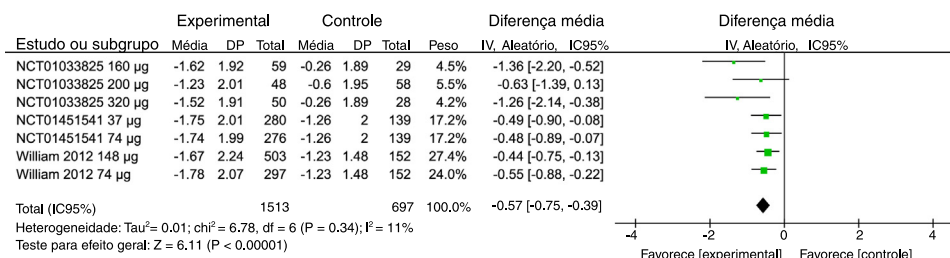 Experimental Controle Diferença média Diferença média
Estudo ou subgrupo Média DP Total Média DP Total Peso IV, Aleatório, IC95% IV, Aleatório, IC95%
NCT01033825 160 µg -1.62 1.92 59 -0.26 1.89 29 4.5% -1.36 [-2.20, -0.52]
NCT01033825 200 µg -1.23 2.01 48 -0.6 1.95 58 5.5% -0.63 [-1.39, 0.13]
NCT01033825 320 µg -1.52 1.91 50 -0.26 1.89 28 4.2% -1.26 [-2.14, -0.38]
NCT01451541 37 µg -1.75 2.01 280 -1.26 2 139 17.2% -0.49 [-0.90, -0.08]
NCT01451541 74 µg -1.74 1.99 276 -1.26 2 139 17.2% -0.48 [-0.89, -0.07]
William 2012 148 µg -1.67 2.24 503 -1.23 1.48 152 27.4% -0.44 [-0.75, -0.13]
William 2012 74 µg -1.78 2.07 297 -1.23 1.48 152 24.0% -0.55 [-0.88, -0.22]
Total (IC95%) 1513 697 100.0% -0.57 [-0.75, -0.39]
Heterogeneidade: Tau²= 0.01; chi² = 6.78, df = 6 (P = 0.34); I² = 11%
Teste para efeito geral: Z = 6.11 (P < 0.00001)
-4 -2 0 2 4
Favorece [experimental] Favorece [controle]